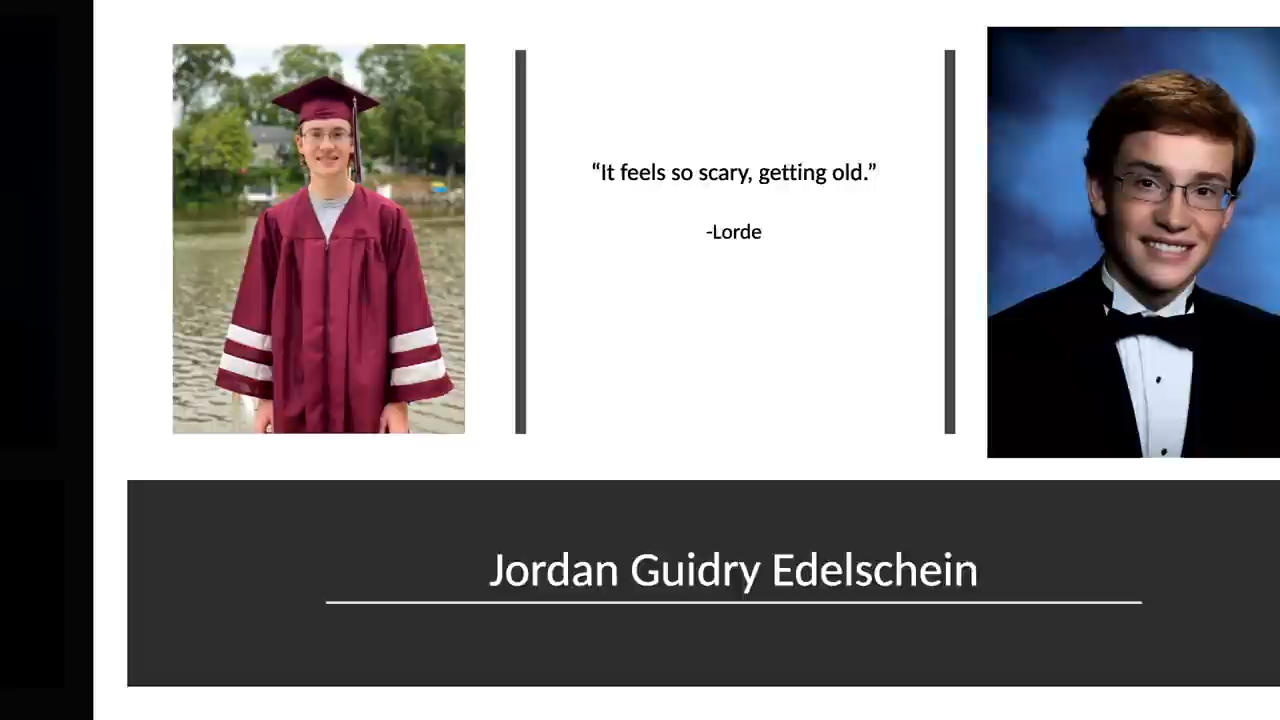 “It feels so scary, getting old.”
-Lorde
Jordan Guidry Edelschein